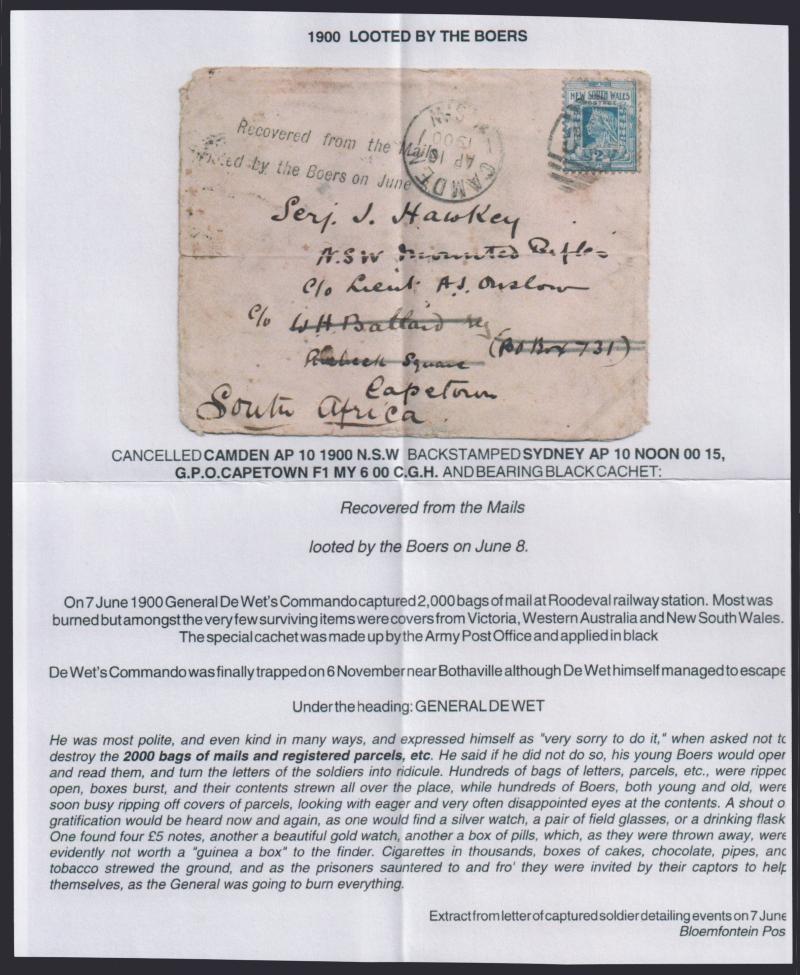 1900 LOOTED BY THE BOERS
NEW SOUTH WALES
POSTAGE
2D
CAMDEN
AP 10
1900
N.S.W
Recovered from the Mails
by the Boers on June
Serj. J. Hawkey
N.S.W Mounted Rifles
c/o Lieut A.J. Onslow
c/o W.H. Ballard
(PO Box 731)
Riebeek Square
Capetown
South Africa
CANCELLED CAMDEN AP 10 1900 N.S.W BACKSTAMPED SYDNEY AP 10 NOON 00 15,
G.P.O.CAPETOWN F1 MY 6 00 C.G.H. AND BEARING BLACK CACHET:
Recovered from the Mails
looted by the Boers on June 8.
On 7 June 1900 General De Wet's Commando captured 2,000 bags of mail at Roodeval railway station. Most was
burned but amongst the very few surviving items were covers from Victoria, Western Australia and New South Wales.
The special cachet was made up by the Army Post Office and applied in black
De Wet's Commando was finally trapped on 6 November near Bothaville although De Wet himself managed to escape
Under the heading: GENERAL DE WET
He was most polite, and even kind in many ways, and expressed himself as "very sorry to do it," when asked not to
destroy the 2000 bags of mails and registered parcels, etc. He said if he did not do so, his young Boers would open
and read them, and turn the letters of the soldiers into ridicule. Hundreds of bags of letters, parcels, etc., were ripped
open, boxes burst, and their contents strewn all over the place, while hundreds of Boers, both young and old, were
soon busy ripping off covers of parcels, looking with eager and very often disappointed eyes at the contents. A shout o
gratification would be heard now and again, as one would find a silver watch, a pair of field glasses, or a drinking flask
One found four £5 notes, another a beautiful gold watch, another a box of pills, which, as they were thrown away, were
evidently not worth a "guinea a box" to the finder. Cigarettes in thousands, boxes of cakes, chocolate, pipes, and
tobacco strewed the ground, and as the prisoners sauntered to and fro' they were invited by their captors to help
themselves, as the General was going to burn everything.
Extract from letter of captured soldier detailing events on 7 June
Bloemfontein Pos